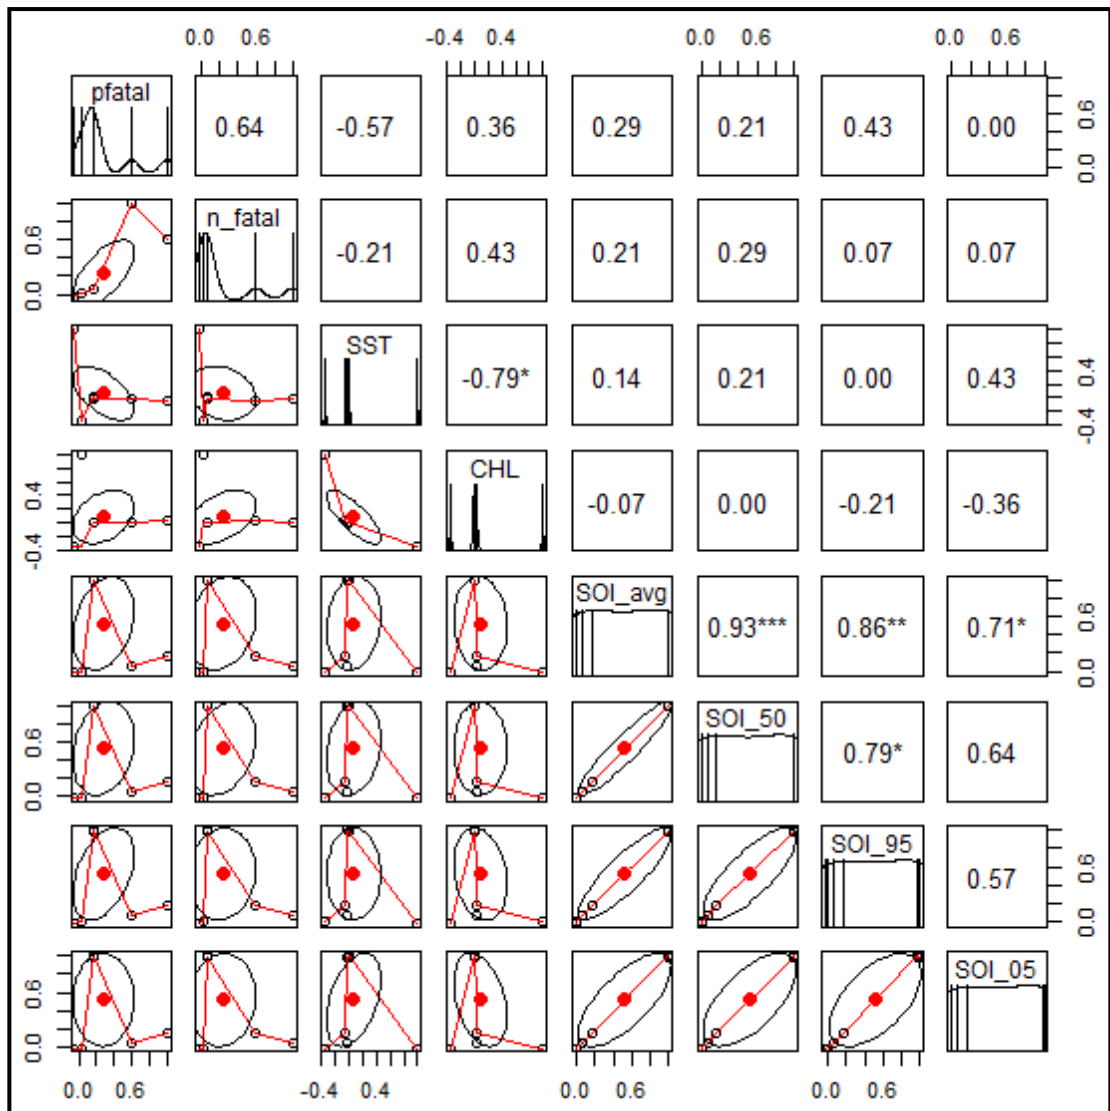 0.0 0.6 -0.4 0.4 0.0 0.6 0.0 0.6
pfatal 0.64 -0.57 0.36 0.29 0.21 0.43 0.00 0.0 0.6
0.0 0.6 n_fatal -0.21 0.43 0.21 0.29 0.07 0.07
SST -0.79* 0.14 0.21 0.00 0.43 -0.4 0.4
-0.4 0.4 CHL -0.07 0.00 -0.21 -0.36
SOI_avg 0.93*** 0.86** 0.71* 0.0 0.6
0.0 0.6 SOI_50 0.79* 0.64
SOI_95 0.57 0.0 0.6
0.0 0.6 SOI_05
0.0 0.6 -0.4 0.4 0.0 0.6 0.0 0.6